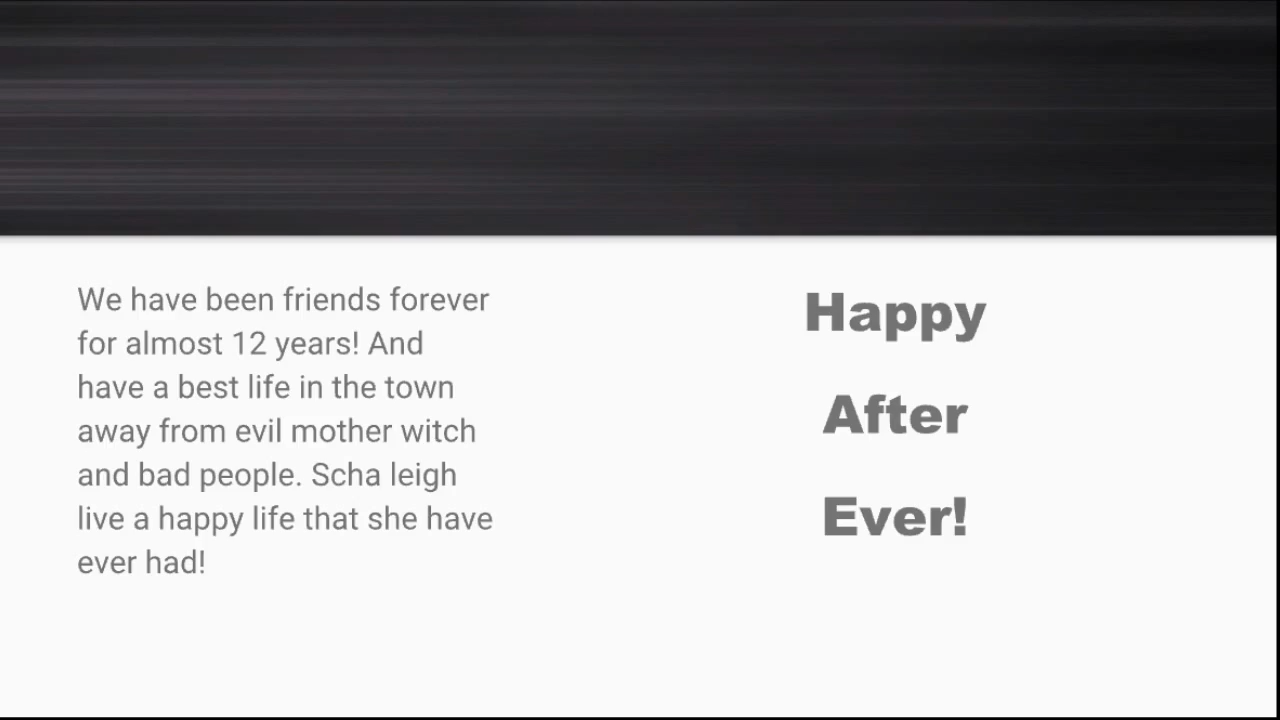 We have been friends forever
for almost 12 years! And
have a best life in the town
away from evil mother witch
and bad people. Scha leigh
live a happy life that she have
ever had!
Happy
After
Ever!